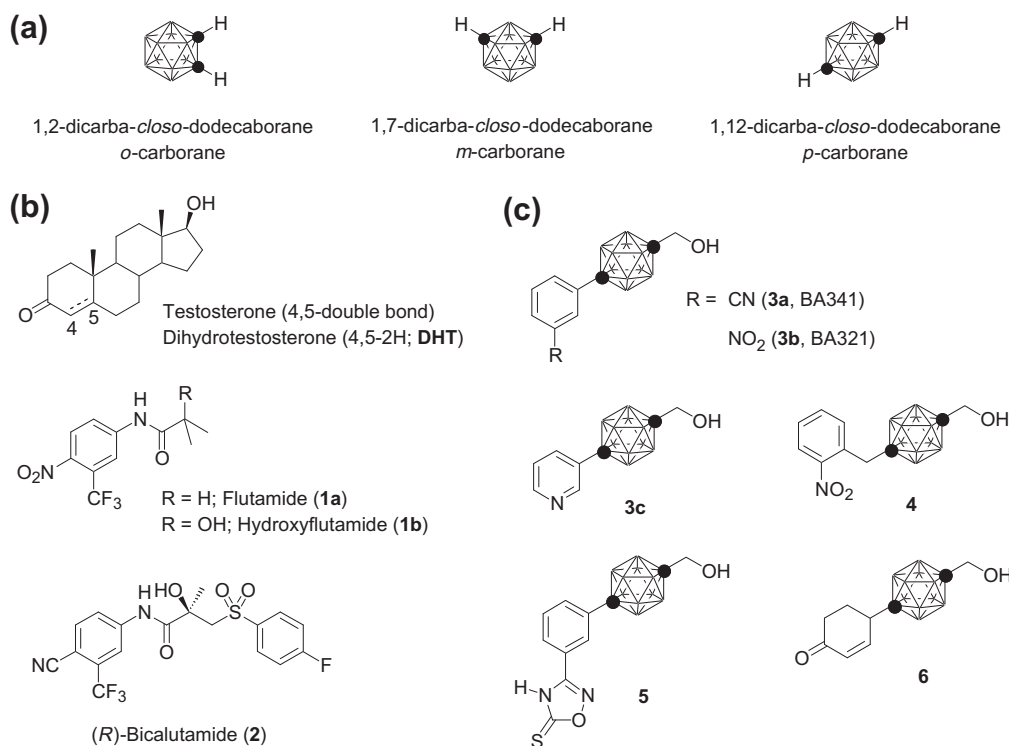 (a)
H
H
H
H
H
H
1,2-dicarba-closo-dodecaborane
o-carborane
1,7-dicarba-closo-dodecaborane
m-carborane
1,12-dicarba-closo-dodecaborane
p-carborane
(b)
OH
O
4
5
Testosterone (4,5-double bond)
Dihydrotestosterone (4,5-2H; DHT)
H
N
R
O
O2N
CF3
R = H; Flutamide (1a)
R = OH; Hydroxyflutamide (1b)
H
N
HO
O
O
S
O
NC
CF3
F
(R)-Bicalutamide (2)
(c)
OH
R
R = CN (3a, BA341)
NO2 (3b, BA321)
OH
N
3c
OH
NO2
4
OH
H
N
N
O
S
5
OH
O
6